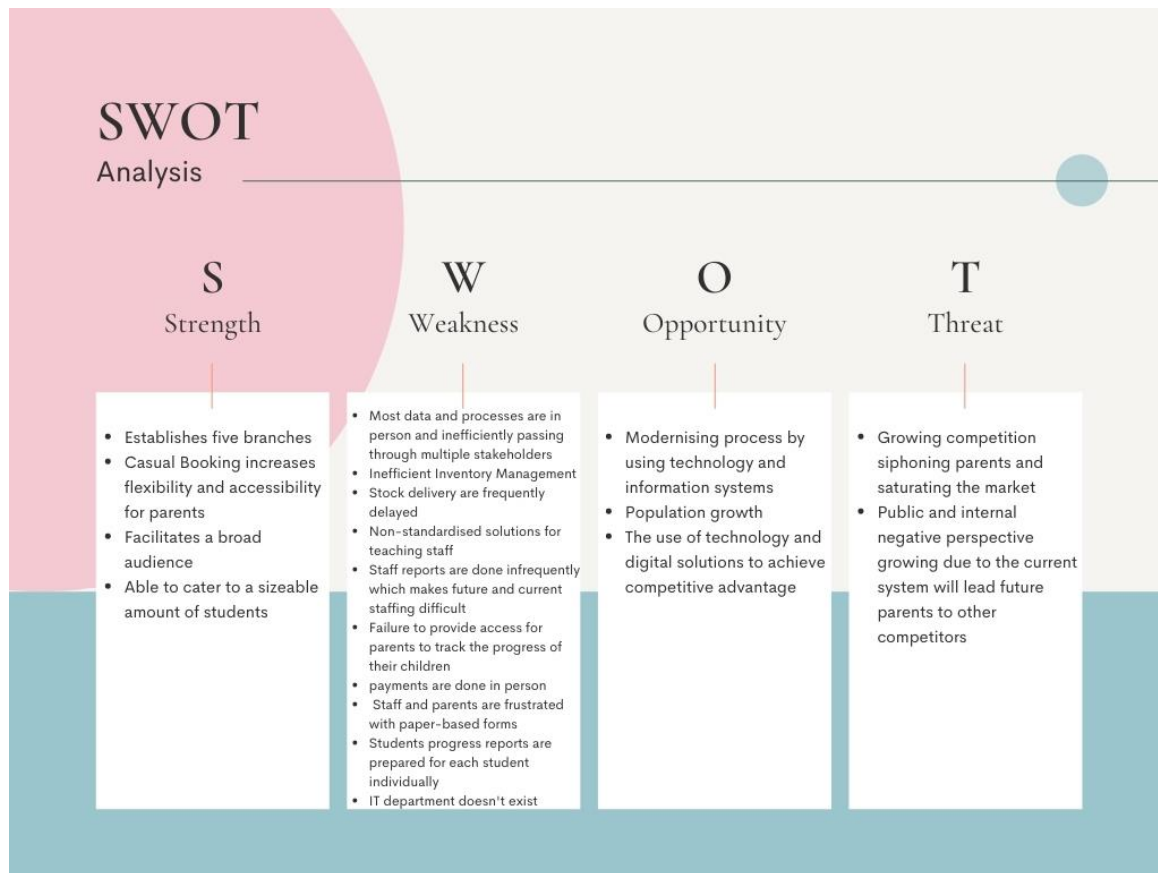 SWOT
Analysis
S
Strength
• Establishes five branches
• Casual Booking increases
flexibility and accessibility
for parents
• Facilitates a broad
audience
• Able to cater to a sizeable
amount of students
W
Weakness
• Most data and processes are in
person and inefficiently passing
through multiple stakeholders
• Inefficient Inventory Management
• Stock delivery are frequently
delayed
• Non-standardised solutions for
teaching staff
• Staff reports are done infrequently
which makes future and current
staffing difficult
• Failure to provide access for
parents to track the progress of
their children
• payments are done in person
• Staff and parents are frustrated
with paper-based forms
• Students progress reports are
prepared for each student
individually
• IT department doesn't exist
O
Opportunity
• Modernising process by
using technology and
information systems
• Population growth
• The use of technology and
digital solutions to achieve
competitive advantage
T
Threat
• Growing competition
siphoning parents and
saturating the market
• Public and internal
negative perspective
growing due to the current
system will lead future
parents to other
competitors